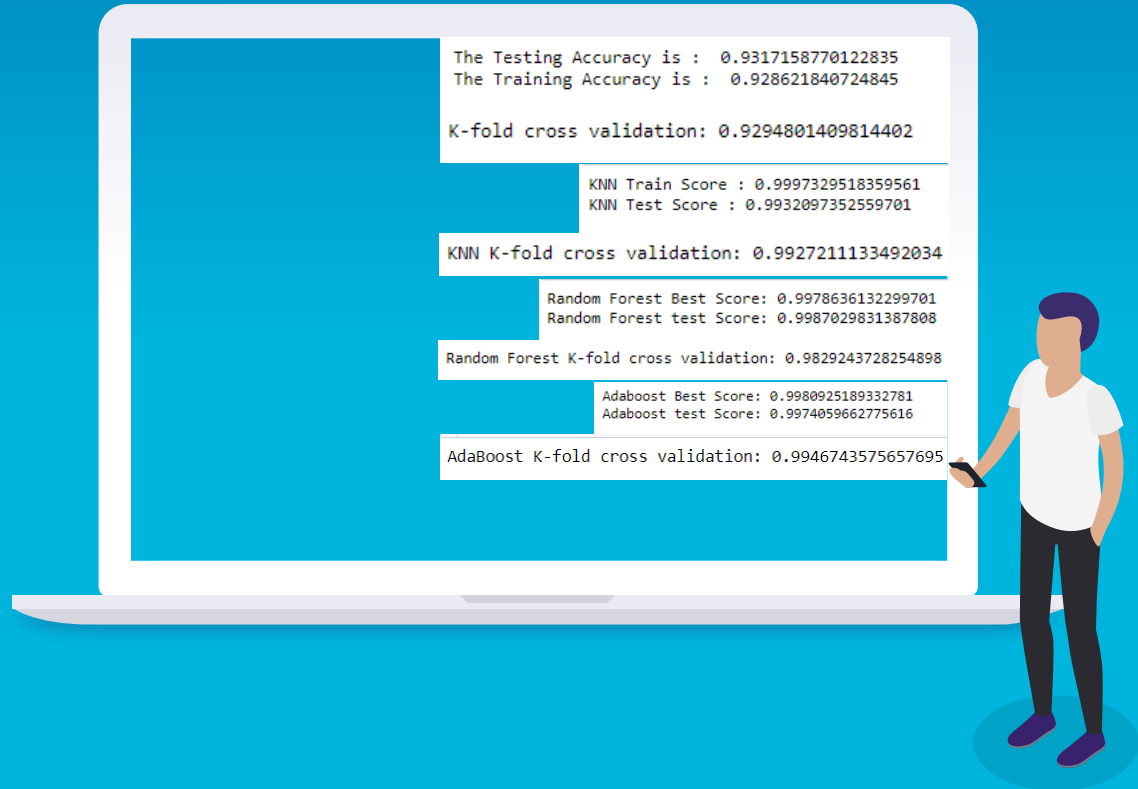 The Testing Accuracy is :  0.9317158770122835
The Training Accuracy is :  0.928621840724845
K-fold cross validation: 0.9294801409814402
KNN Train Score : 0.9997329518359561
KNN Test Score : 0.9932097352559701
KNN K-fold cross validation: 0.9927211133492034
Random Forest Best Score: 0.9978636132299701
Random Forest test Score: 0.9987029831387808
Random Forest K-fold cross validation: 0.9829243728254898
Adaboost Best Score: 0.9980925189332781
Adaboost test Score: 0.9974059662775616
AdaBoost K-fold cross validation: 0.9946743575657695